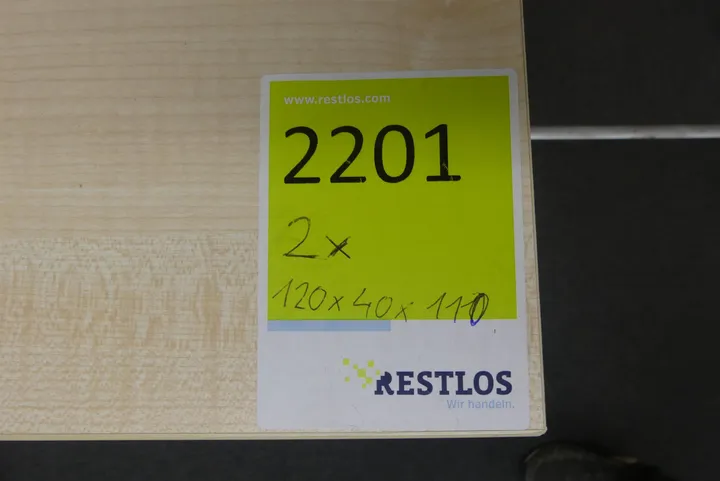 www.restlos.com
2201
2x
120x40x110
RESTLOS
Wir handeln.